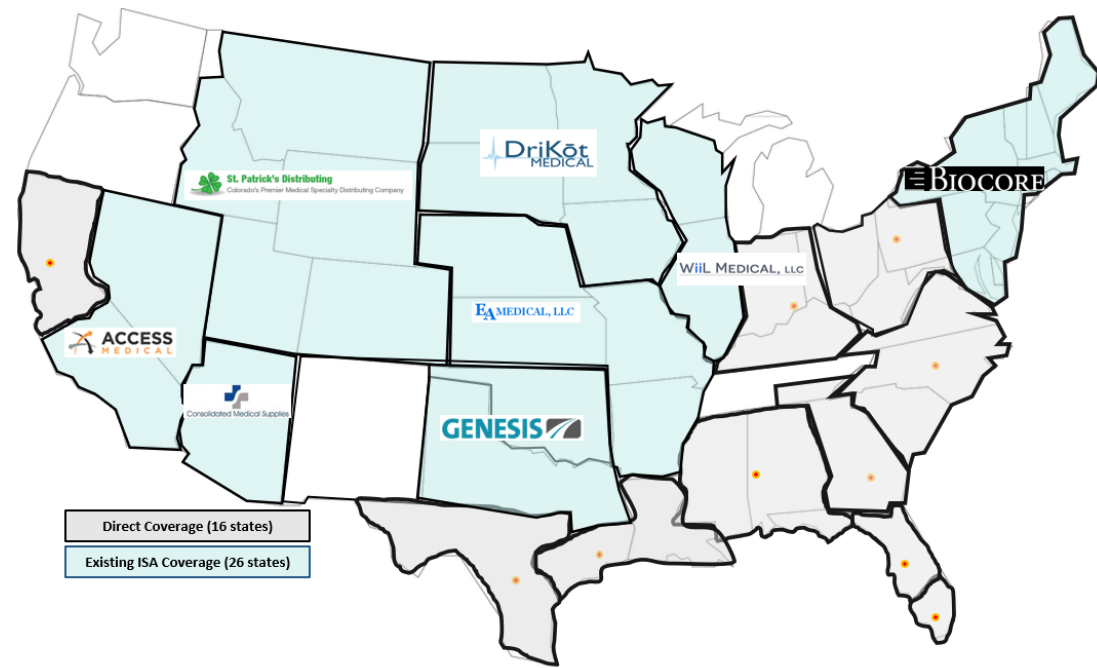 DriKōt
MEDICAL
St. Patrick's Distributing
Colorado's Premier Medical Specialty Distributing Company
BIOCORE
WiiL MEDICAL, LLC
EA MEDICAL, LLC
ACCESS
MEDICAL
Consolidated Medical Supplies
GENESIS
Direct Coverage (16 states)
Existing ISA Coverage (26 states)